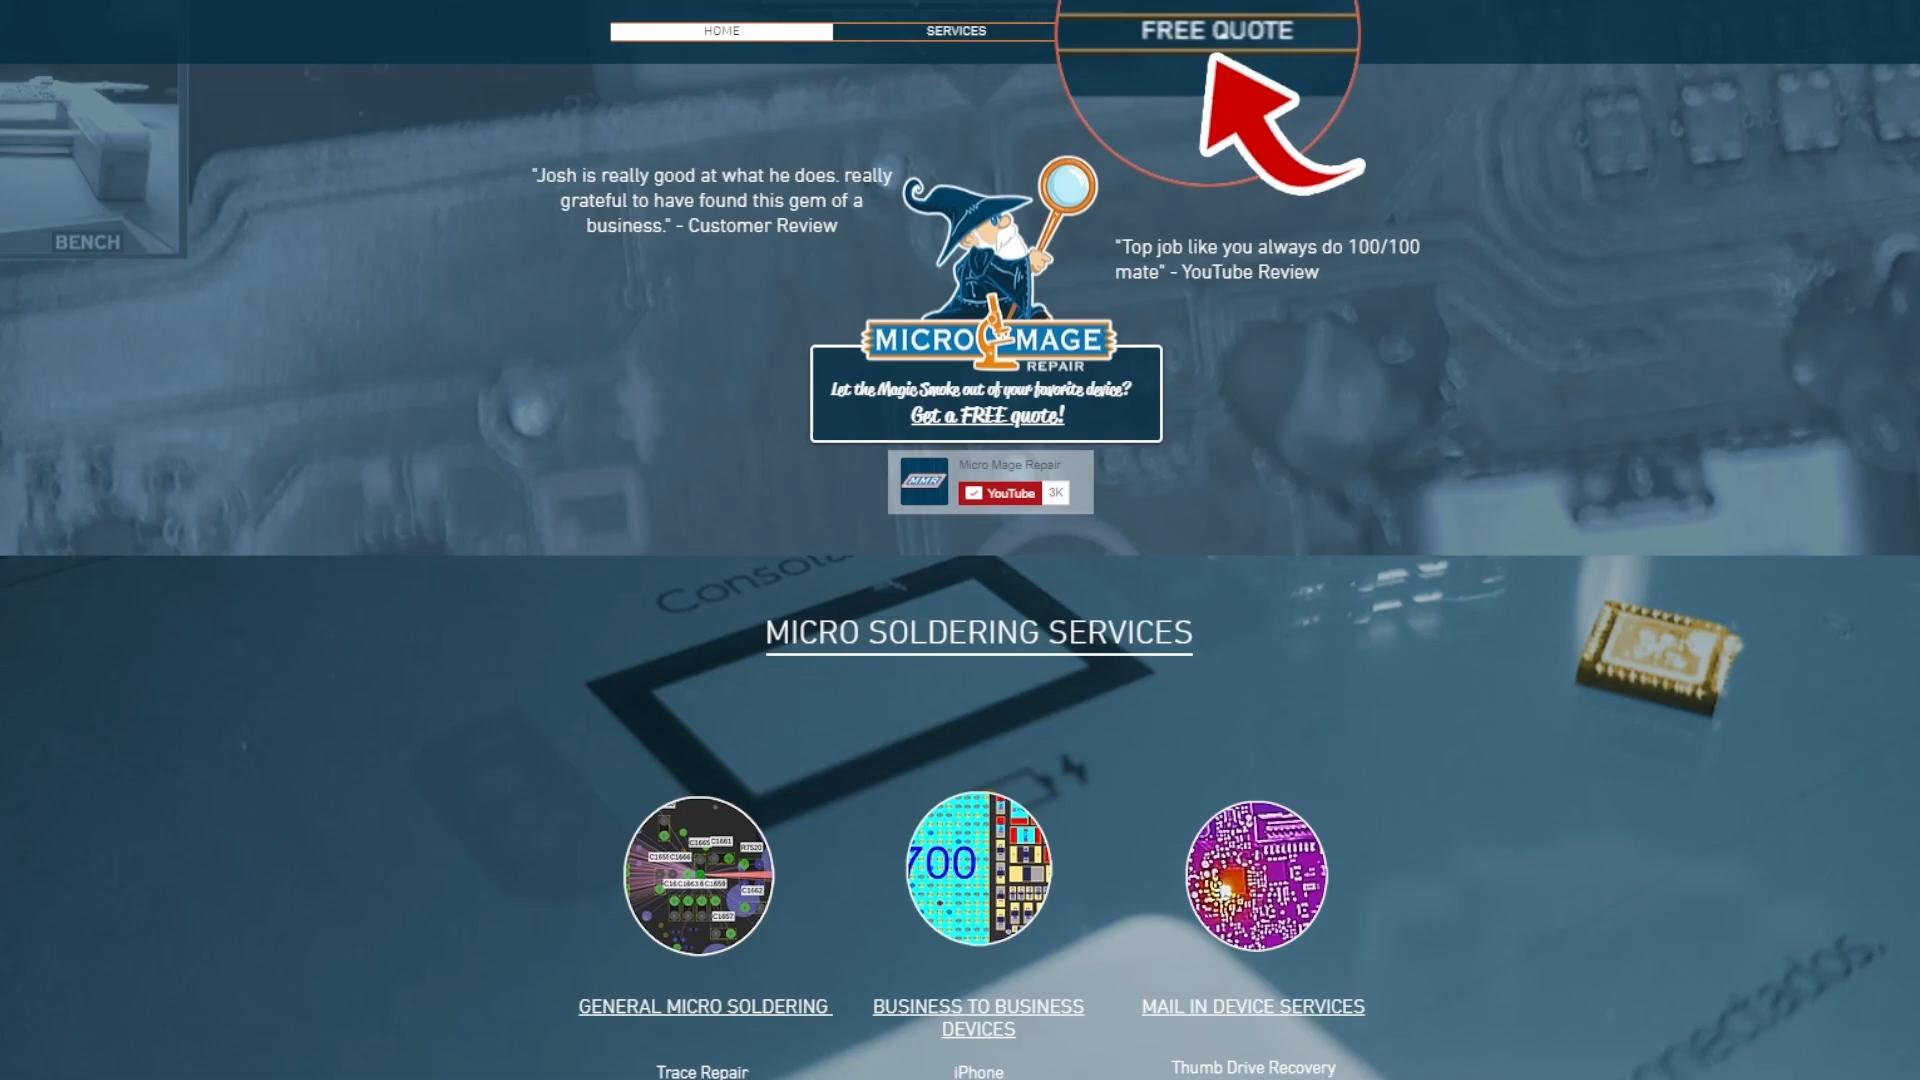 HOME
SERVICES
FREE QUOTE
BENCH
"Josh is really good at what he does. really
grateful to have found this gem of a
business." - Customer Review
"Top job like you always do 100/100
mate" - YouTube Review
MICRO MAGE
REPAIR
Let the Magic Smoke out of your favorite device?
Get a FREE quote!
MMR
Micro Mage Repair
YouTube
3K
MICRO SOLDERING SERVICES
C1661
R7520
C1662
C1657
700
GENERAL MICRO SOLDERING
BUSINESS TO BUSINESS
DEVICES
MAIL IN DEVICE SERVICES
Trace Repair
iPhone
Thumb Drive Recovery